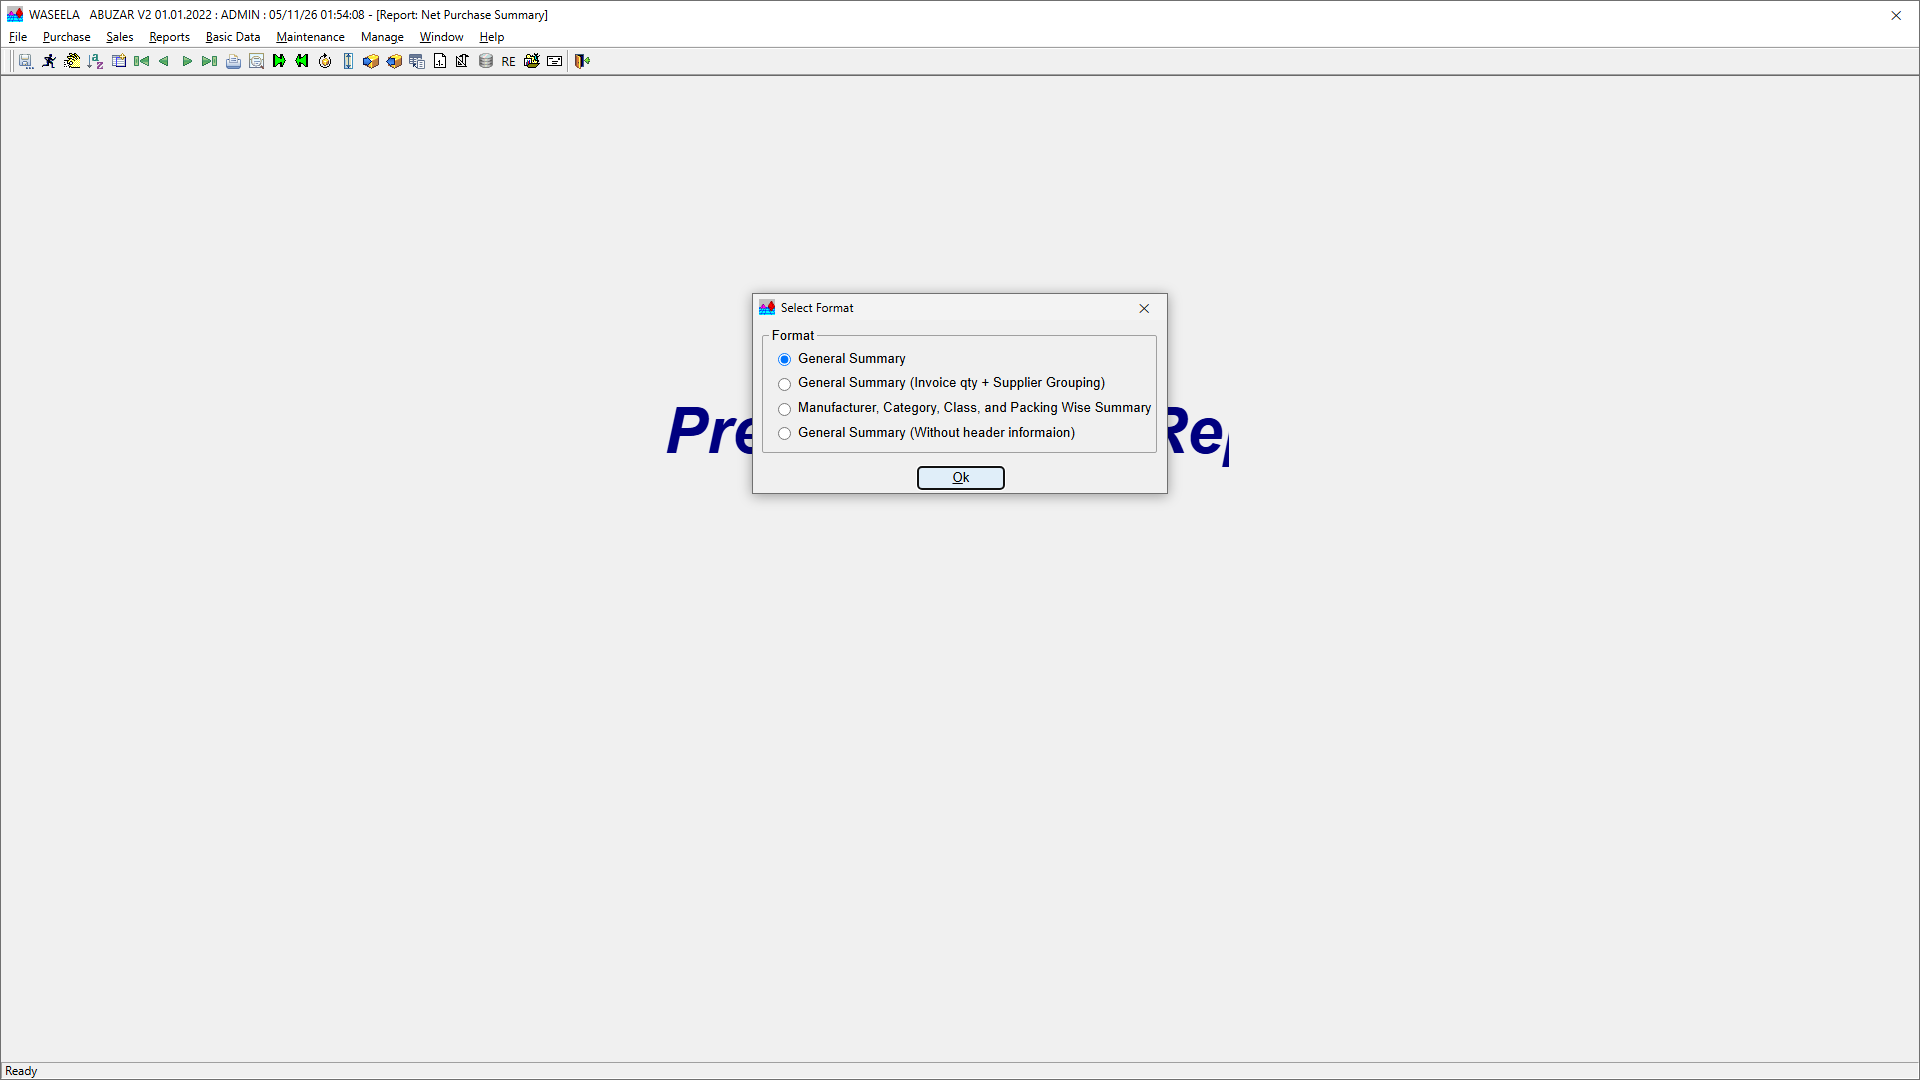 WASEELA ABUZAR V2 01.01.2022 : ADMIN : 05/11/26 01:54:08 - [Report: Net Purchase Summary]
File Purchase Sales Reports Basic Data Maintenance Manage Window Help
RE
Select Format
Format
General Summary
General Summary (Invoice qty + Supplier Grouping)
Manufacturer, Category, Class, and Packing Wise Summary
General Summary (Without header informaion)
Ok
Ready